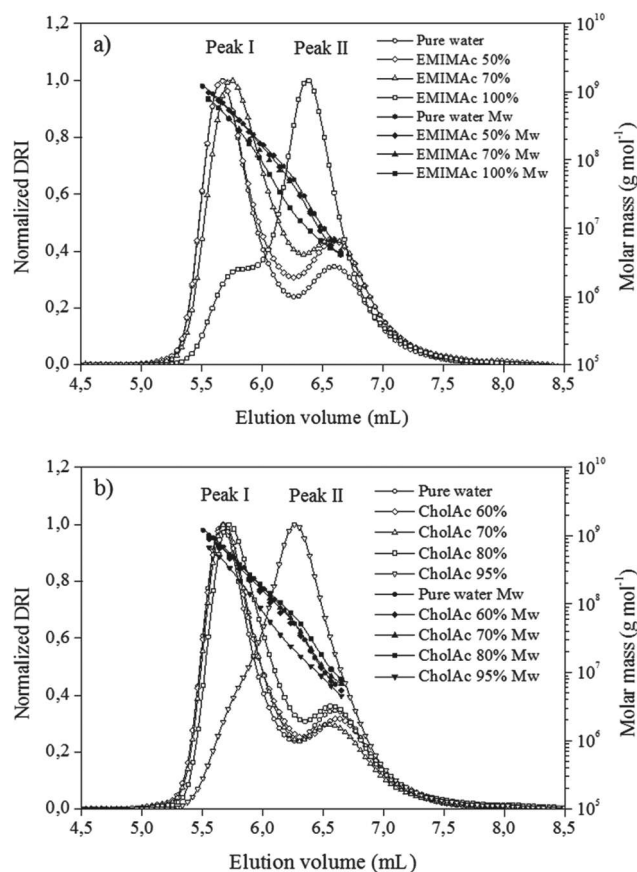 a)
Peak I Peak II
Pure water
EMIMAc 50%
EMIMAc 70%
EMIMAc 100%
Pure water Mw
EMIMAc 50% Mw
EMIMAc 70% Mw
EMIMAc 100% Mw
1,2
1,0
0,8
0,6
0,4
0,2
0,0
Normalized DRI
10^10
10^9
10^8
10^7
10^6
10^5
Molar mass (g mol^-1)
4,5 5,0 5,5 6,0 6,5 7,0 7,5 8,0 8,5
Elution volume (mL)
b)
Peak I Peak II
Pure water
CholAc 60%
CholAc 70%
CholAc 80%
CholAc 95%
Pure water Mw
CholAc 60% Mw
CholAc 70% Mw
CholAc 80% Mw
CholAc 95% Mw
1,2
1,0
0,8
0,6
0,4
0,2
0,0
Normalized DRI
10^10
10^9
10^8
10^7
10^6
10^5
Molar mass (g mol^-1)
4,5 5,0 5,5 6,0 6,5 7,0 7,5 8,0 8,5
Elution volume (mL)